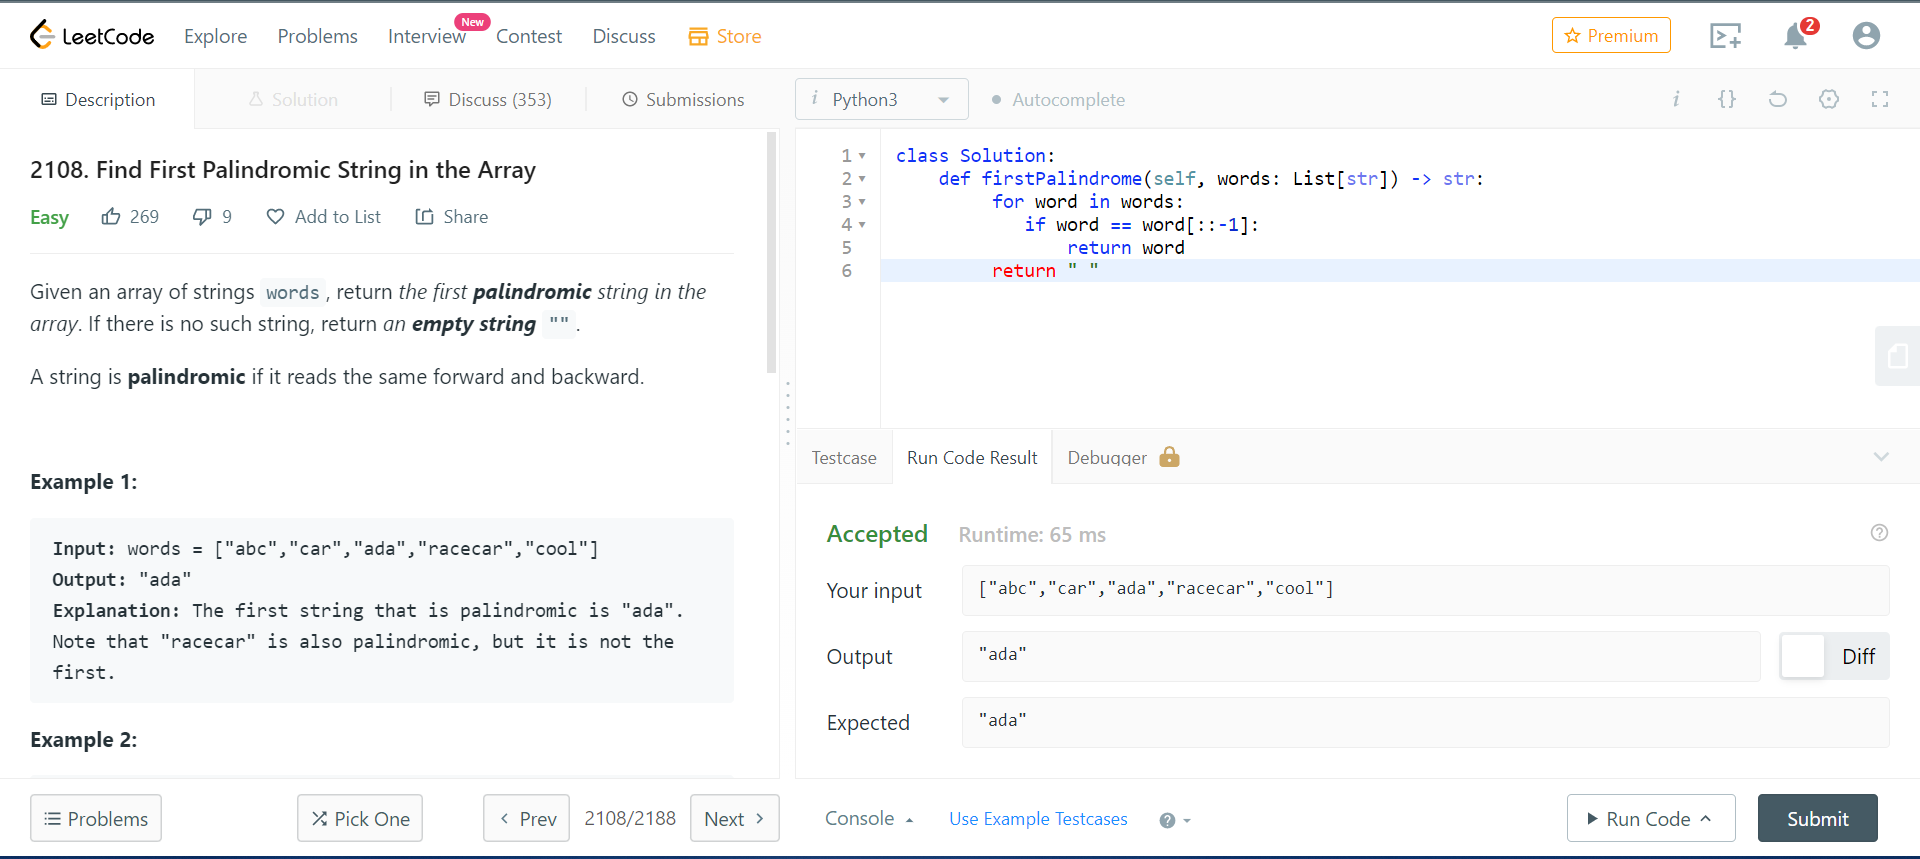 LeetCode Explore Problems Interview New Contest Discuss Store Premium 2
Description Solution Discuss (353) Submissions
2108. Find First Palindromic String in the Array
Easy 269 9 Add to List Share
Given an array of strings words , return the first palindromic string in the
array. If there is no such string, return an empty string "" .
A string is palindromic if it reads the same forward and backward.
Example 1:
Input: words = ["abc","car","ada","racecar","cool"]
Output: "ada"
Explanation: The first string that is palindromic is "ada".
Note that "racecar" is also palindromic, but it is not the
first.
Example 2:
Problems Pick One Prev 2108/2188 Next
i Python3 Autocomplete i {}
1 class Solution:
2 def firstPalindrome(self, words: List[str]) -> str:
3 for word in words:
4 if word == word[::-1]:
5 return word
6 return " "
Testcase Run Code Result Debugger
Accepted Runtime: 65 ms
Your input ["abc","car","ada","racecar","cool"]
Output "ada" Diff
Expected "ada"
Console Use Example Testcases Run Code Submit